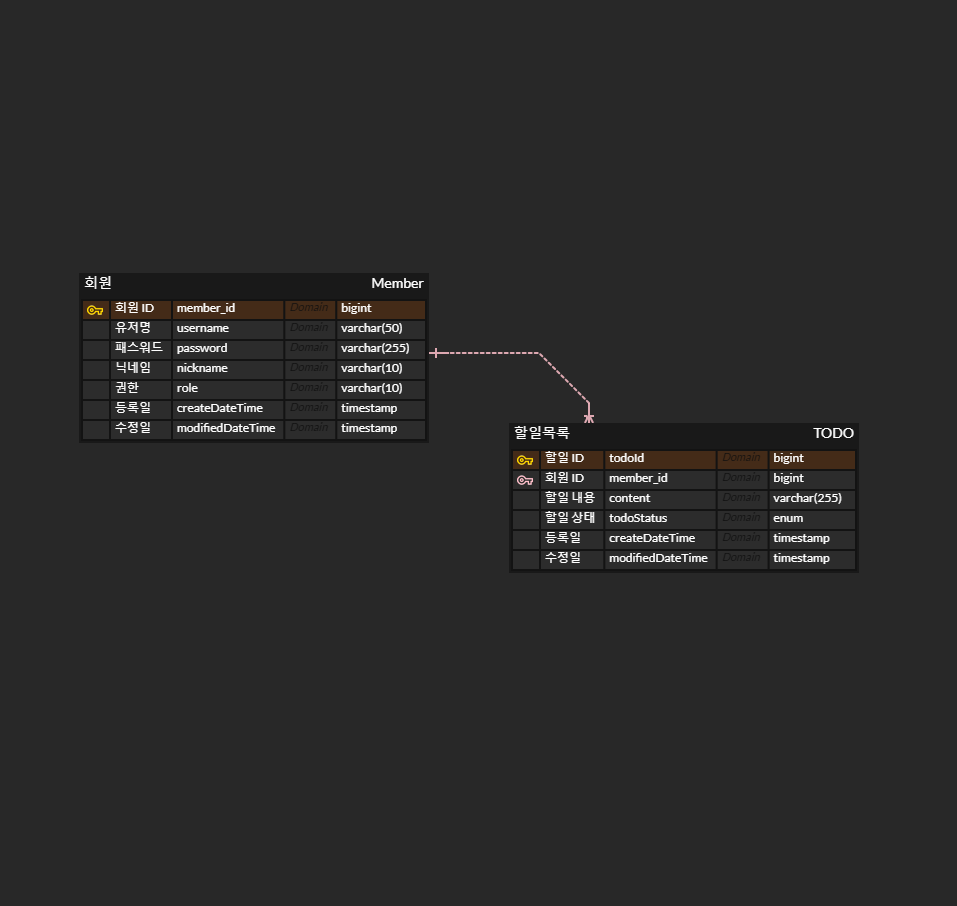 회원 Member
회원 ID member_id Domain bigint
유저명 username Domain varchar(50)
패스워드 password Domain varchar(255)
닉네임 nickname Domain varchar(10)
권한 role Domain varchar(10)
등록일 createDateTime Domain timestamp
수정일 modifiedDateTime Domain timestamp
할일목록 TODO
할일 ID todoId Domain bigint
회원 ID member_id Domain bigint
할일 내용 content Domain varchar(255)
할일 상태 todoStatus Domain enum
등록일 createDateTime Domain timestamp
수정일 modifiedDateTime Domain timestamp